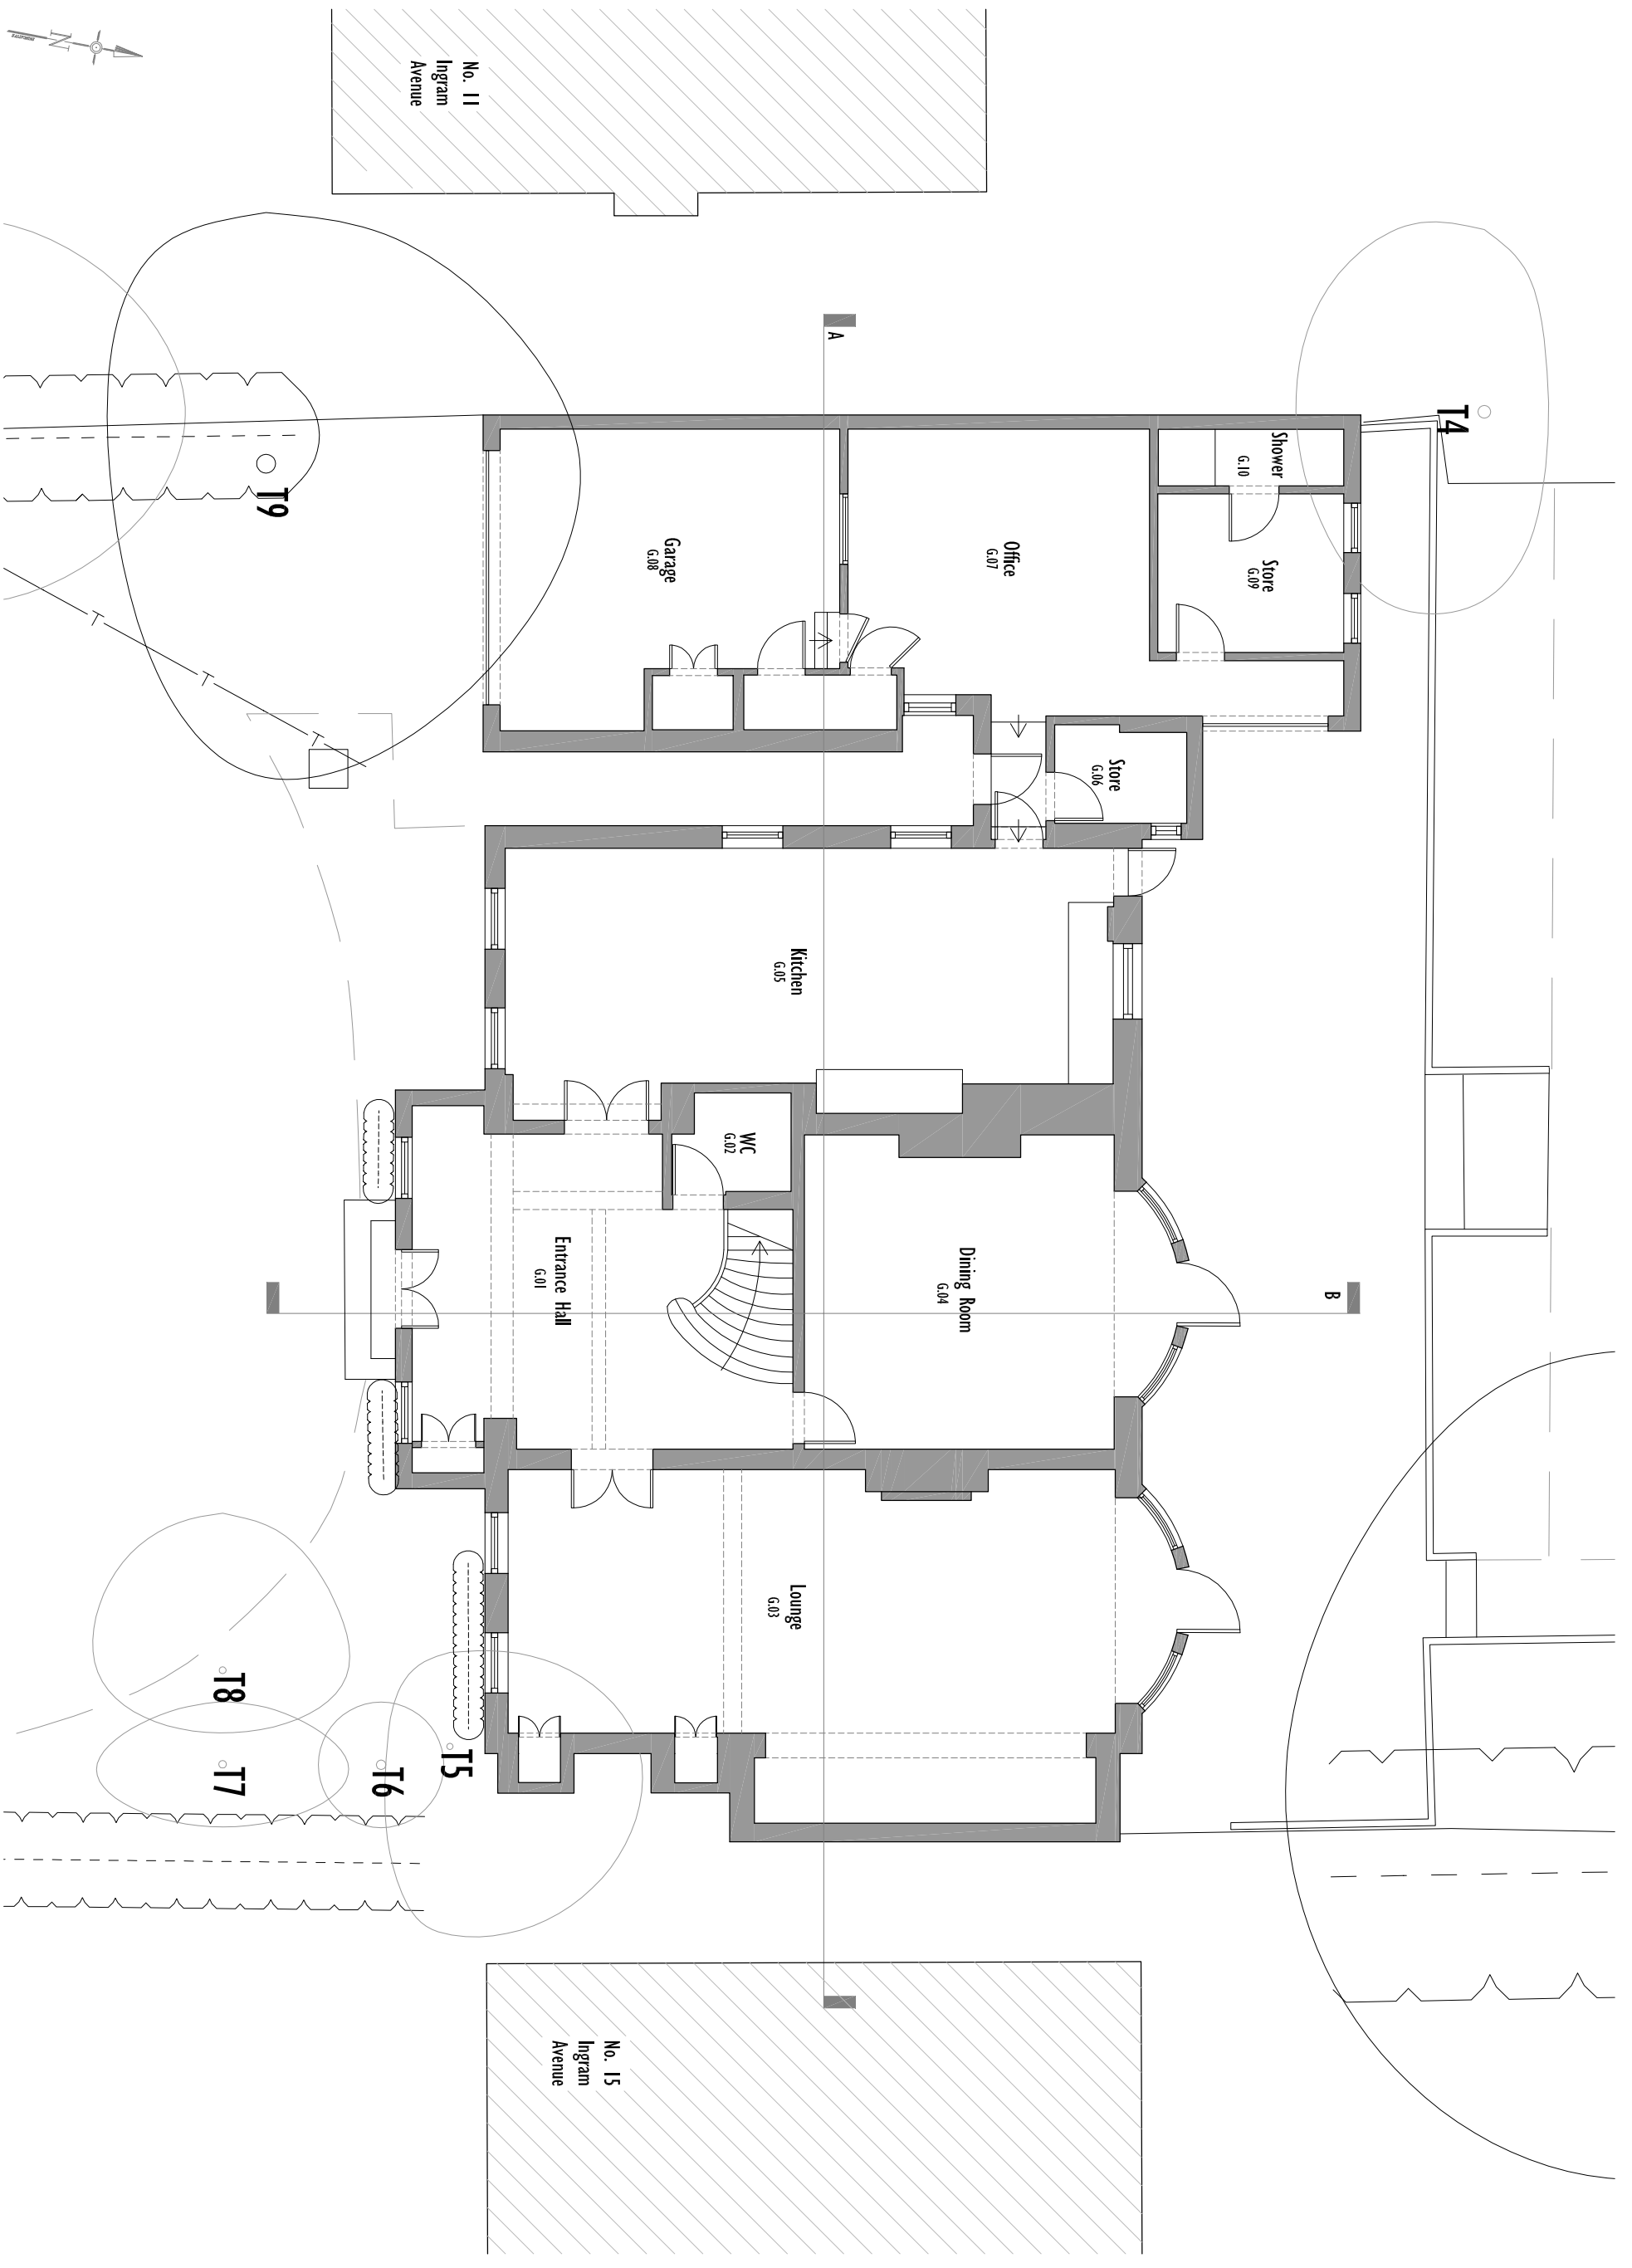 N
No. 11
Ingram
Avenue
A
T4
T9
Shower
G.10
Store
G.09
Office
G.07
Garage
G.08
Store
G.06
Kitchen
G.05
WC
G.02
Entrance Hall
G.01
Dining Room
G.04
B
Lounge
G.03
T8
T7
T6
T5
No. 15
Ingram
Avenue